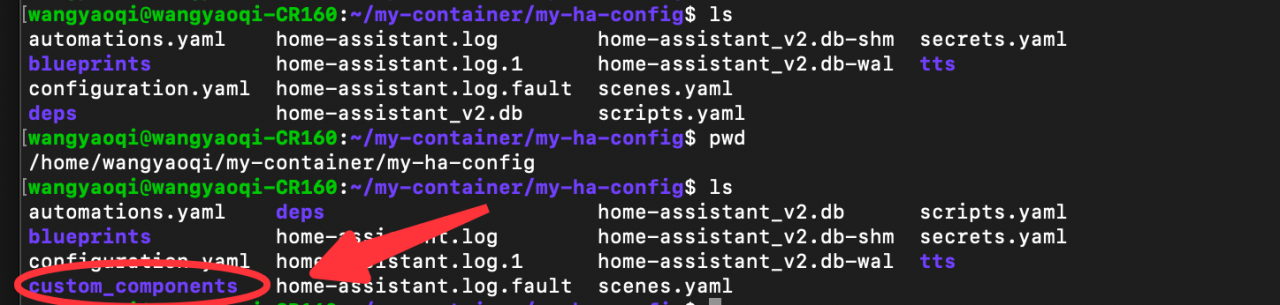 [wangyaoqi@wangyaoqi-CR160:~/my-container/my-ha-config$ ls
automations.yaml home-assistant.log home-assistant_v2.db-shm secrets.yaml
blueprints home-assistant.log.1 home-assistant_v2.db-wal tts
configuration.yaml home-assistant.log.fault scenes.yaml
deps home-assistant_v2.db scripts.yaml
[wangyaoqi@wangyaoqi-CR160:~/my-container/my-ha-config$ pwd
/home/wangyaoqi/my-container/my-ha-config
[wangyaoqi@wangyaoqi-CR160:~/my-container/my-ha-config$ ls
automations.yaml deps home-assistant_v2.db scripts.yaml
blueprints home-assistant.log home-assistant_v2.db-shm secrets.yaml
configuration.yaml home-assistant.log.1 home-assistant_v2.db-wal tts
custom_components home-assistant.log.fault scenes.yaml